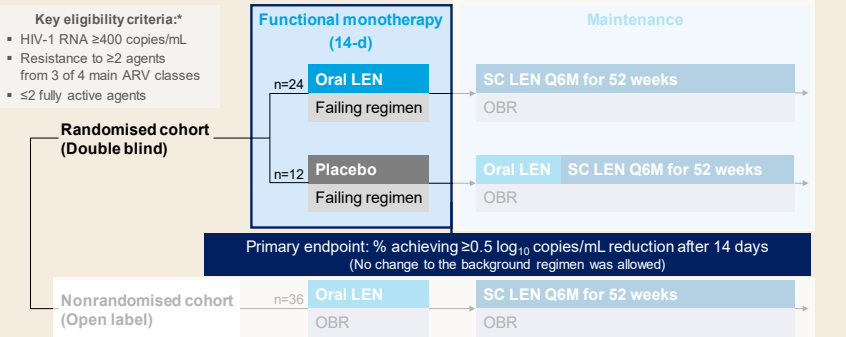 Key eligibility criteria:*
▪ HIV-1 RNA ≥400 copies/mL
▪ Resistance to ≥2 agents
from 3 of 4 main ARV classes
▪ ≤2 fully active agents
Functional monotherapy
(14-d)
Maintenance
Randomised cohort
(Double blind)
n=24
Oral LEN
Failing regimen
SC LEN Q6M for 52 weeks
OBR
n=12
Placebo
Failing regimen
Oral LEN
SC LEN Q6M for 52 weeks
OBR
Primary endpoint: % achieving ≥0.5 log₁₀ copies/mL reduction after 14 days
(No change to the background regimen was allowed)
Nonrandomised cohort
(Open label)
n=36
Oral LEN
OBR
SC LEN Q6M for 52 weeks
OBR